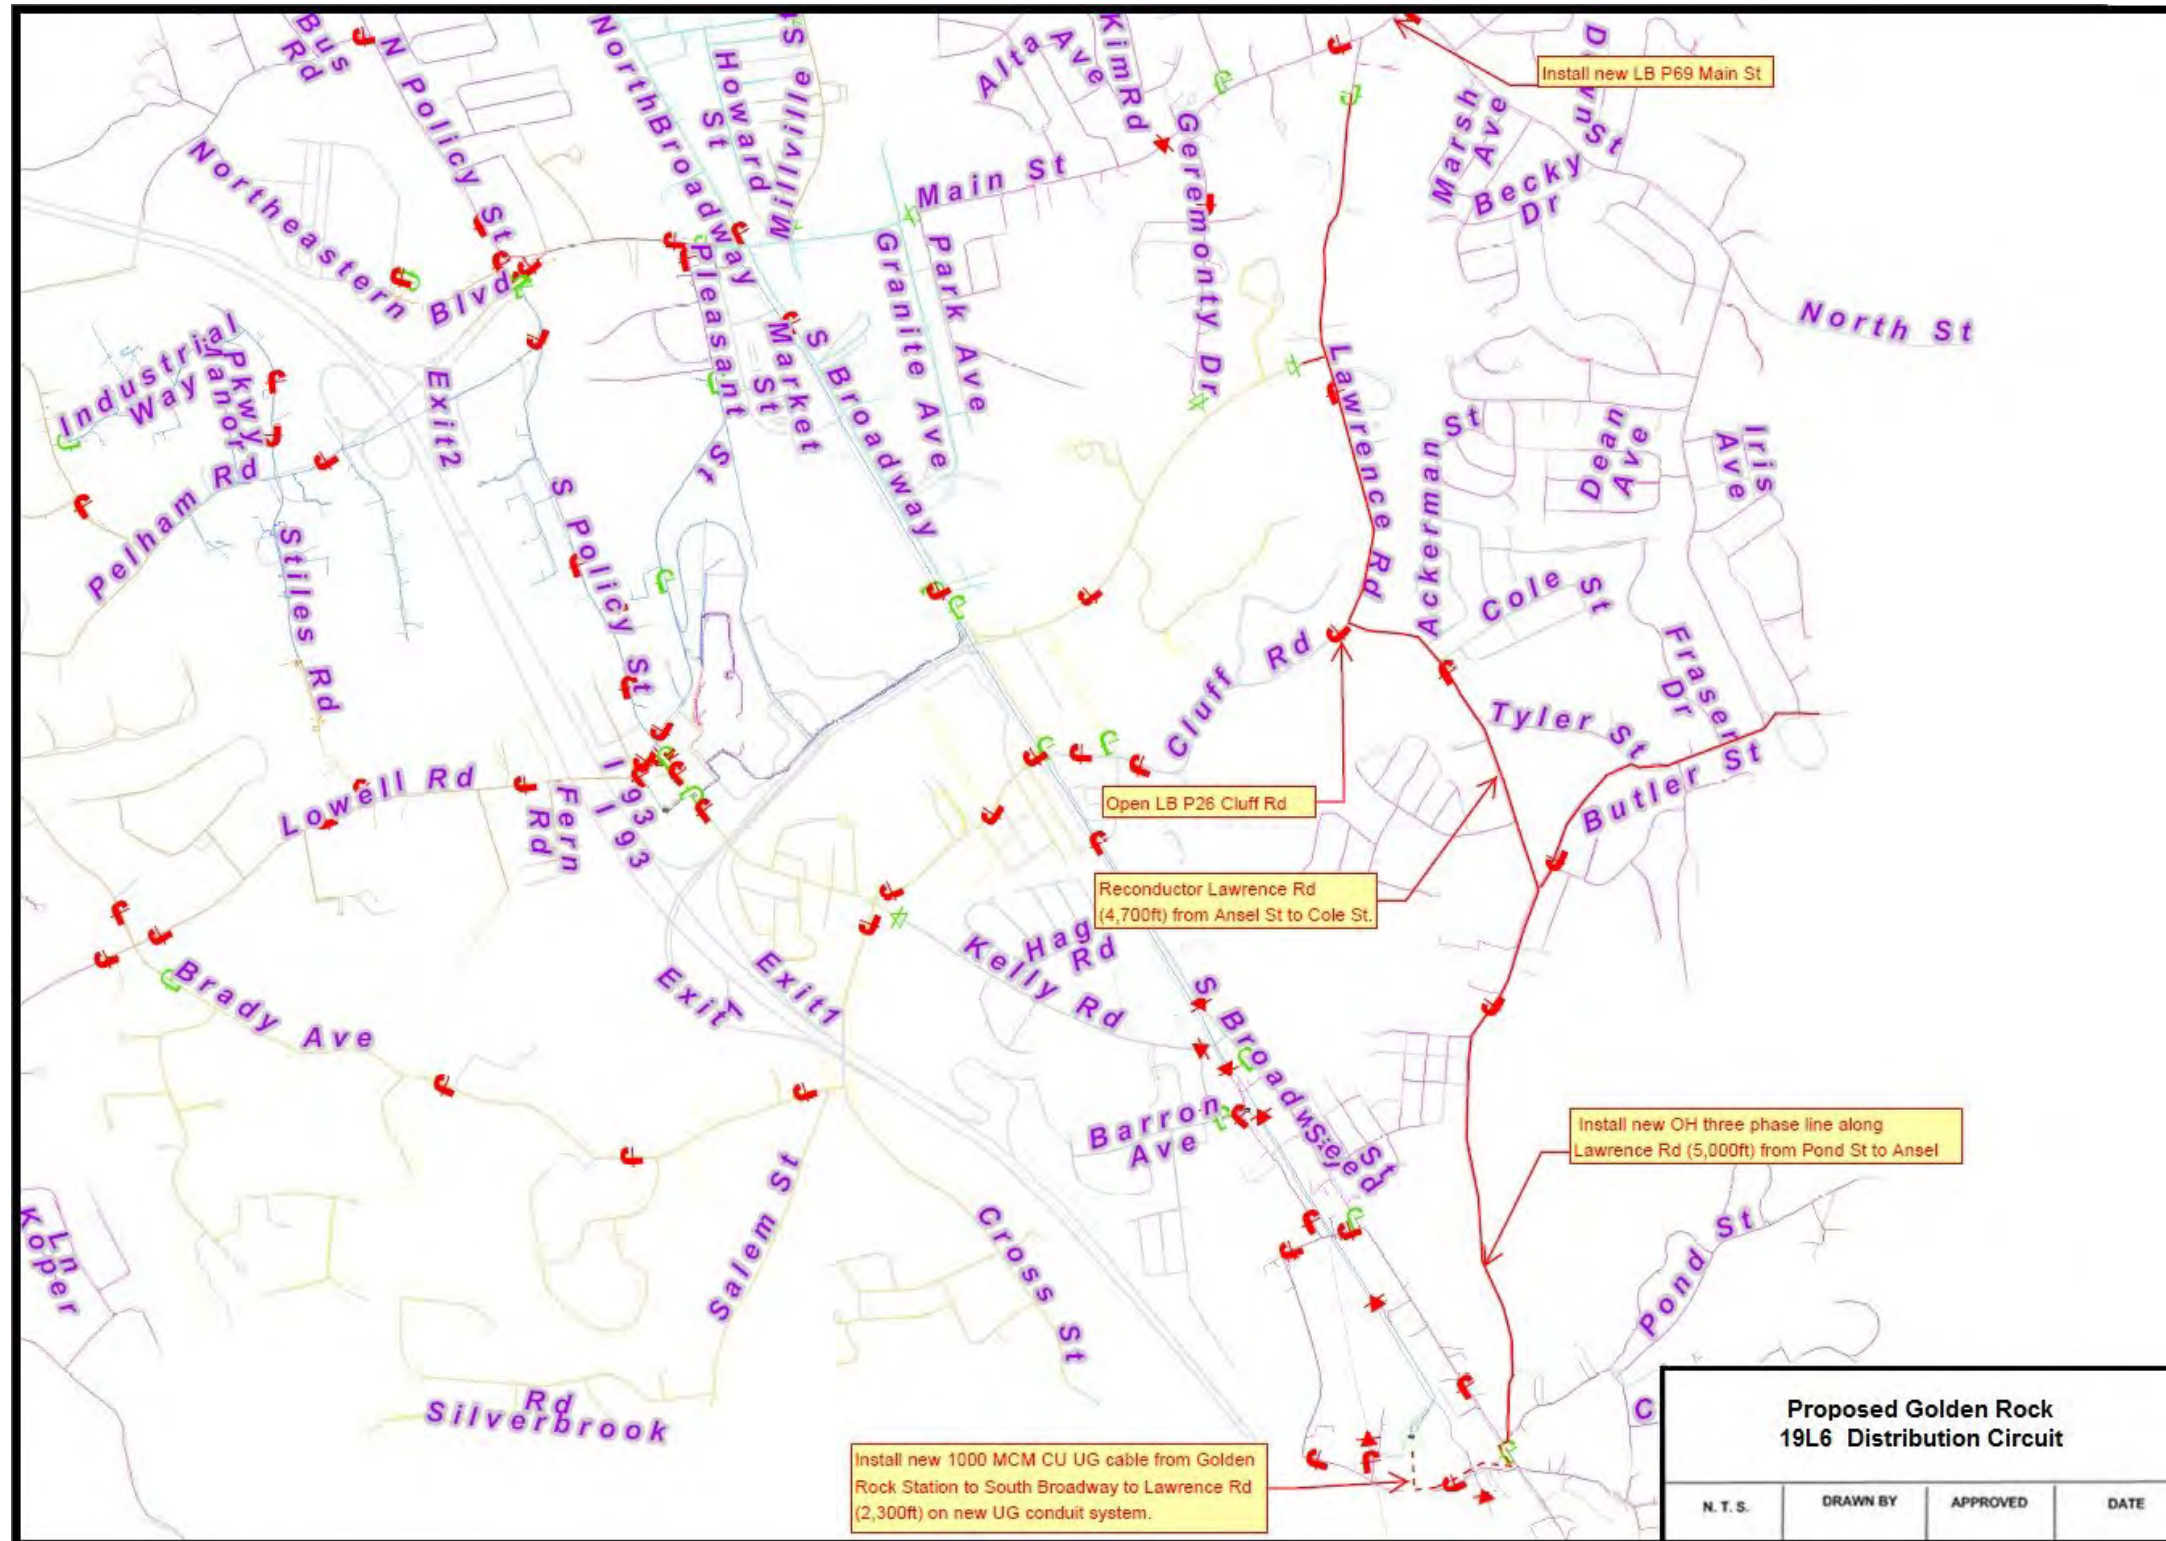 Bus
Rd
N Policy St
North Broadway
Howard
St
Millville St
Alta
Ave
Kim Rd
Install new LB P69 Main St
Marsh
Ave
St
Becky
Dr
Geremonty Dr
Main St
Northeastern Blvd
Pleasant St
Granite Ave
Park Ave
North St
Industrial
Way
Manor
Pkwy
Exit2
Market
St
S Broadway
Lawrence Rd
Ackerman St
Dean
Ave
Iris
Ave
Pelham Rd
Stiles Rd
S Policy St
Cole St
Cluff Rd
Fraser
Dr
Tyler St
Butler St
Lowell Rd
Fern
Rd
I 93
I 93
Open LB P26 Cluff Rd
Reconductor Lawrence Rd
(4,700ft) from Ansel St to Cole St.
Hag
Rd
Kelly Rd
Exit 1
Exit1
Brady Ave
S Broadway
Barron
Ave
St
Install new OH three phase line along
Lawrence Rd (5,000ft) from Pond St to Ansel
Koper
Ln
Salem St
Cross St
Pond St
Rd
Silverbrook
C
Install new 1000 MCM CU UG cable from Golden
Rock Station to South Broadway to Lawrence Rd
(2,300ft) on new UG conduit system.
Proposed Golden Rock
19L6 Distribution Circuit
N. T. S.
DRAWN BY
APPROVED
DATE